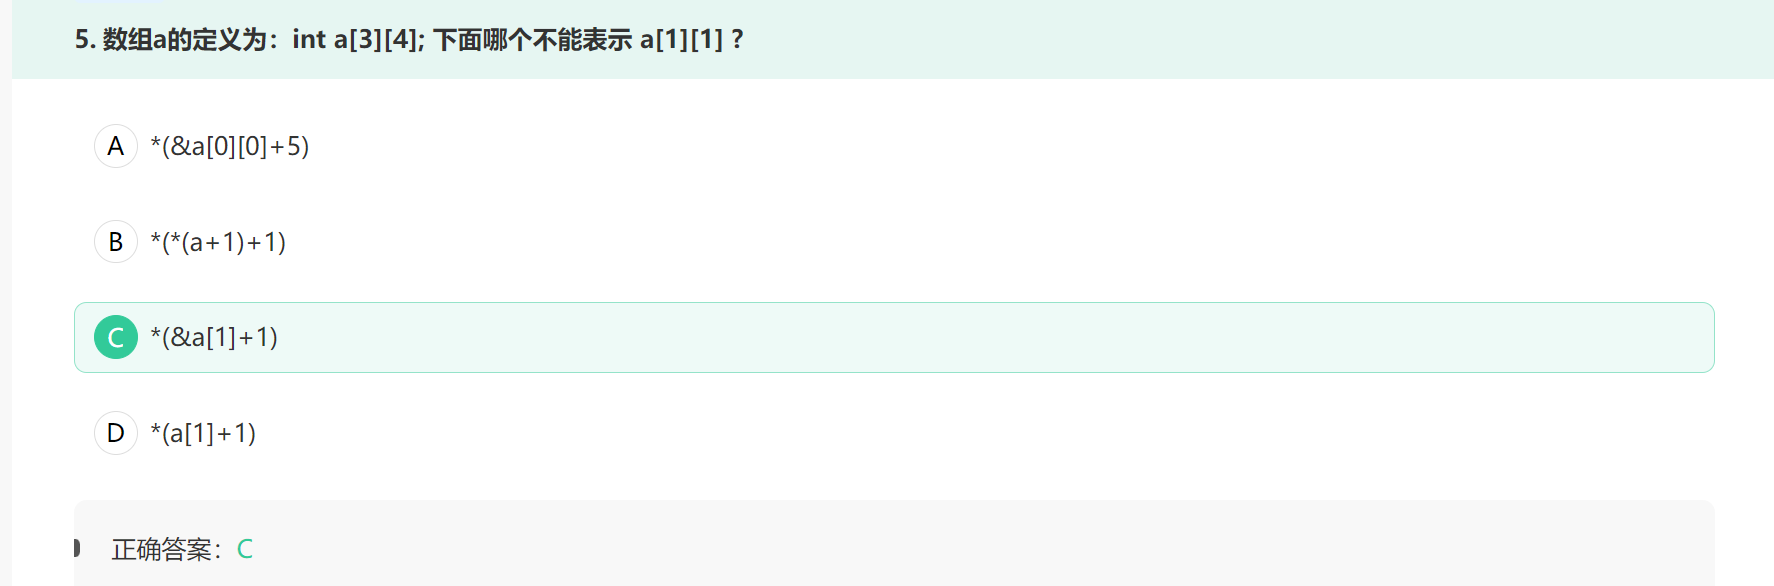 5. 数组a的定义为：int a[3][4]; 下面哪个不能表示 a[1][1] ?
A *(&a[0][0]+5)
B *(*(a+1)+1)
C *(&a[1]+1)
D *(a[1]+1)
正确答案：C